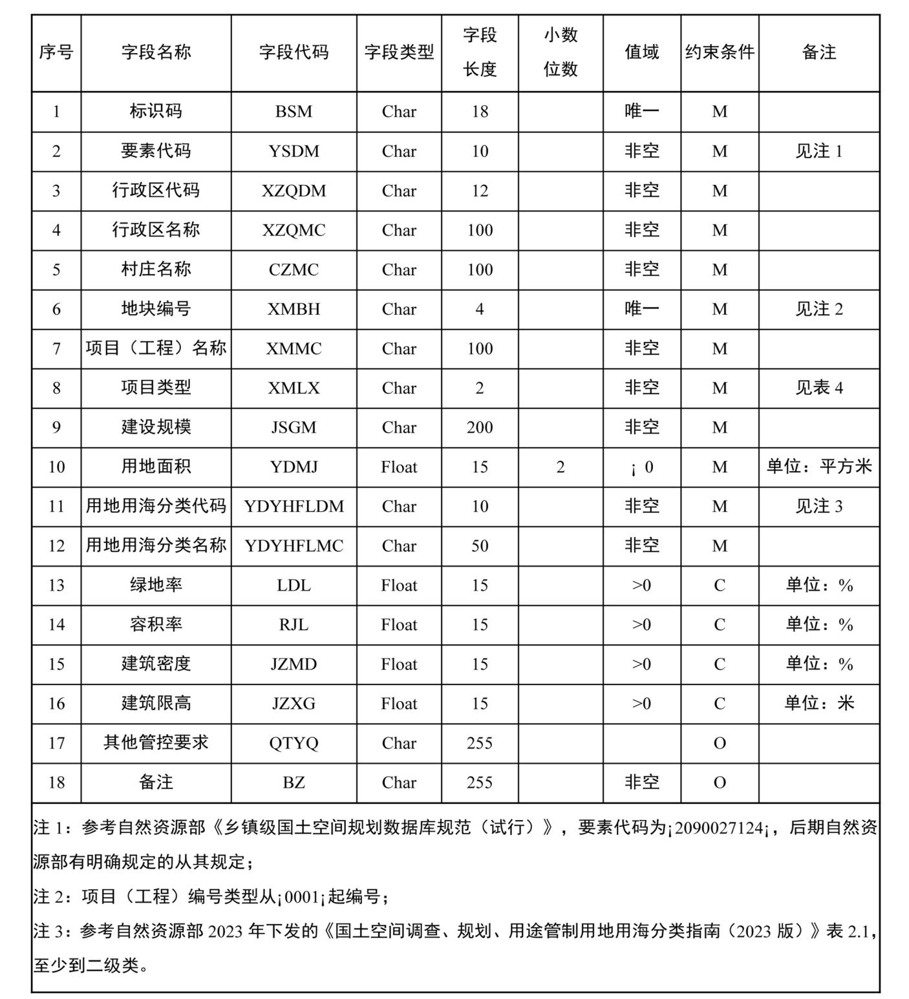 序号 字段名称 字段代码 字段类型 字段长度 小数位数 值域 约束条件 备注
1 标识码 BSM Char 18 唯一 M
2 要素代码 YSDM Char 10 非空 M 见注 1
3 行政区代码 XZQDM Char 12 非空 M
4 行政区名称 XZQMC Char 100 非空 M
5 村庄名称 CZMC Char 100 非空 M
6 地块编号 XMBH Char 4 唯一 M 见注 2
7 项目（工程）名称 XMMC Char 100 非空 M
8 项目类型 XMLX Char 2 非空 M 见表 4
9 建设规模 JSGM Char 200 非空 M
10 用地面积 YDMJ Float 15 2 ¡ 0 M 单位：平方米
11 用地用海分类代码 YDYHFLDM Char 10 非空 M 见注 3
12 用地用海分类名称 YDYHFLMC Char 50 非空 M
13 绿地率 LDL Float 15 >0 C 单位：%
14 容积率 RJL Float 15 >0 C 单位：%
15 建筑密度 JZMD Float 15 >0 C 单位：%
16 建筑限高 JZXG Float 15 >0 C 单位：米
17 其他管控要求 QTYQ Char 255 O
18 备注 BZ Char 255 非空 O
注 1：参考自然资源部《乡镇级国土空间规划数据库规范（试行）》，要素代码为¡2090027124¡，后期自然资
源部有明确规定的从其规定；
注 2：项目（工程）编号类型从¡0001¡起编号；
注 3：参考自然资源部 2023 年下发的《国土空间调查、规划、用途管制用地用海分类指南（2023 版）》表 2.1，
至少到二级类。